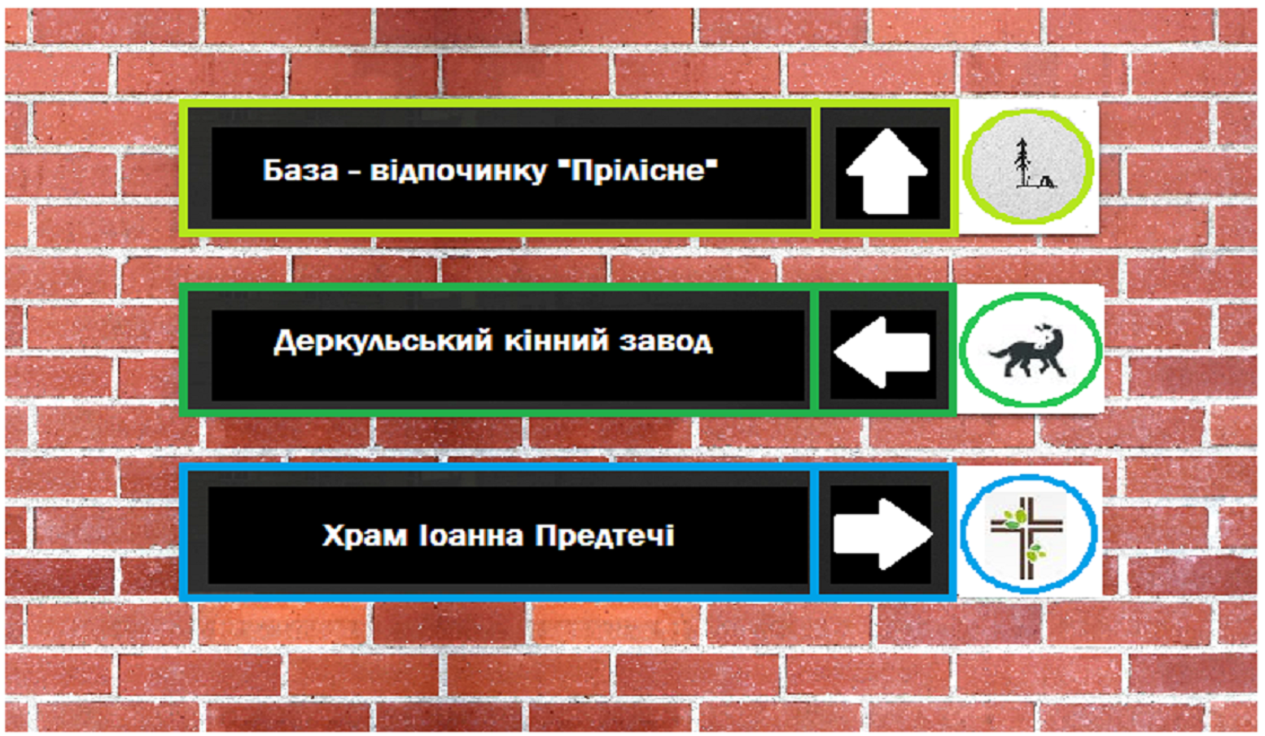 База - відпочинку "Прілісне"
Деркульський кінний завод
Храм Іоанна Предтечі